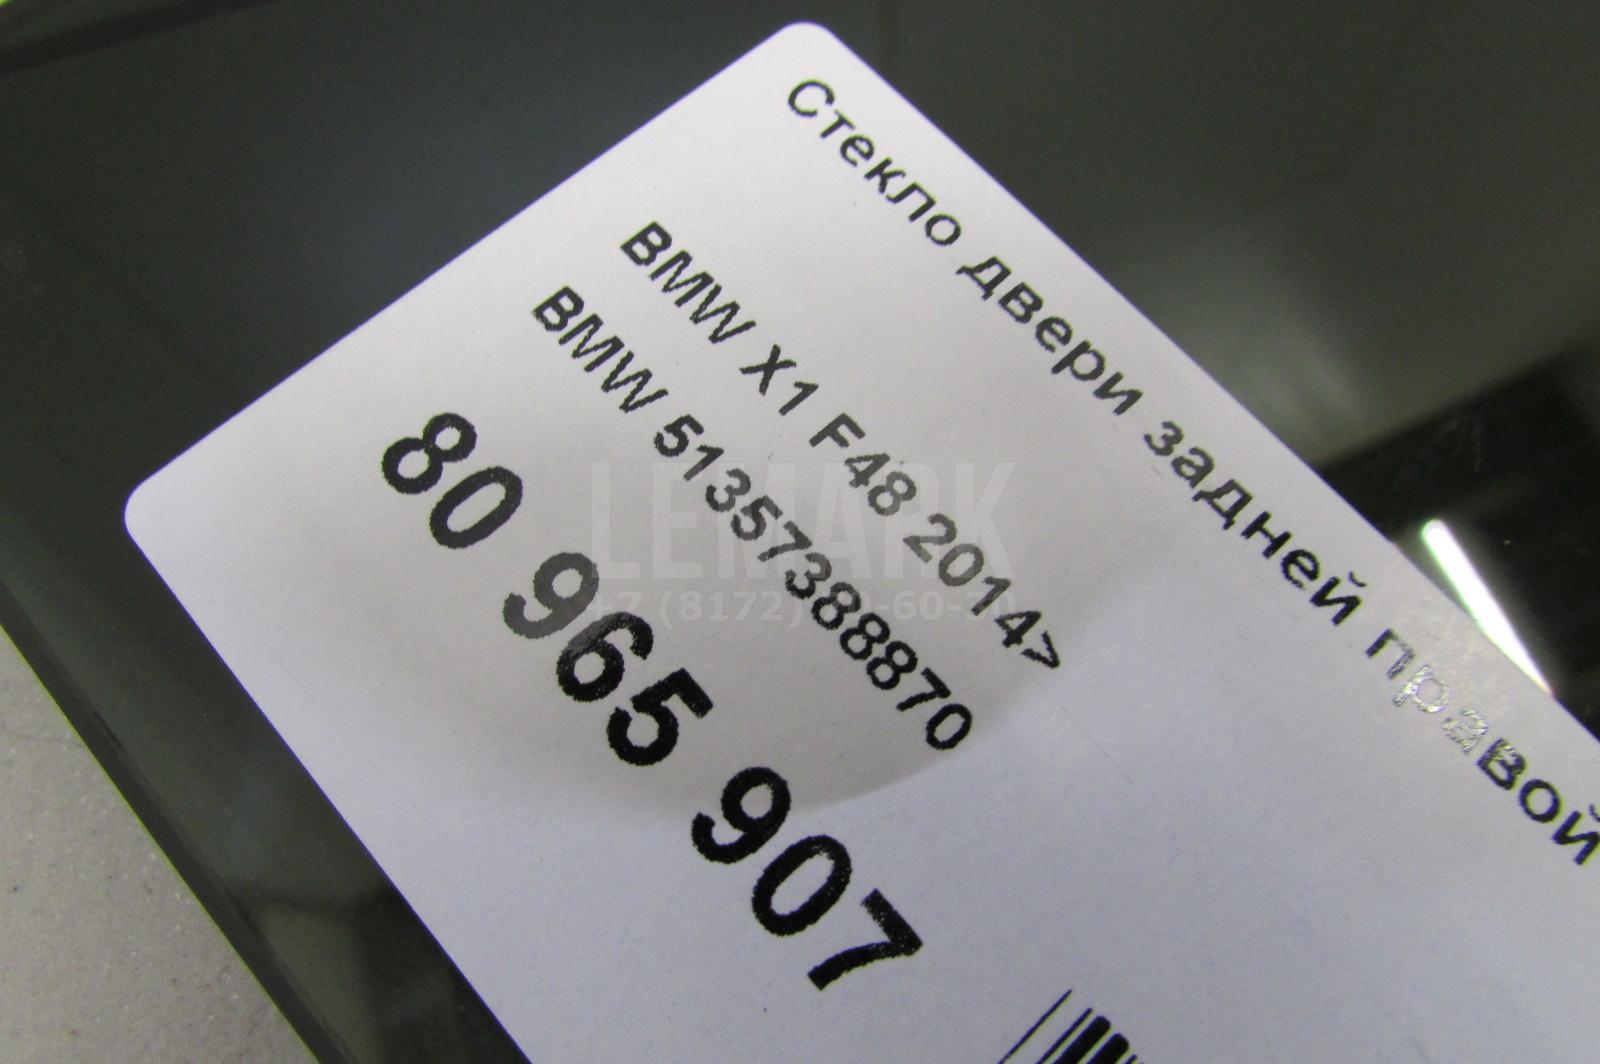 Стекло двери задней правой
BMW X1 F48 2014>
BMW 51357388870
80 965 907
LEMARK